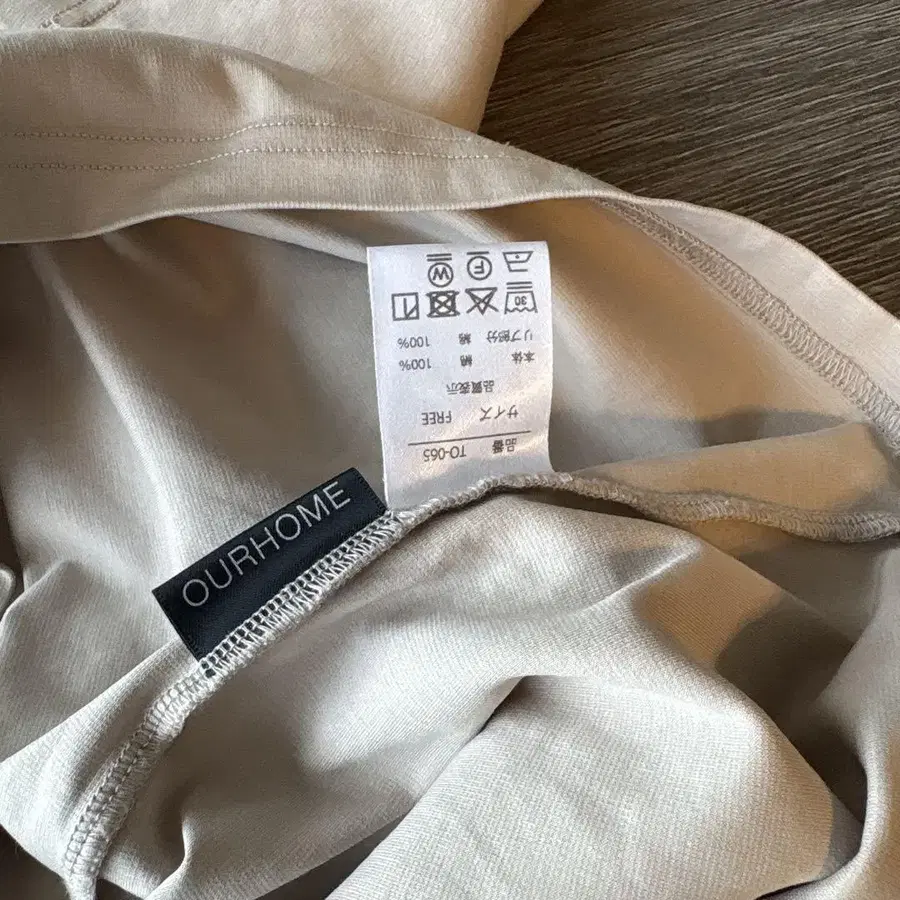 品番 TO-065
サイズ FREE
品質表示
本体 綿 100%
リブ部分 綿 100%
30
F
W
OURHOME